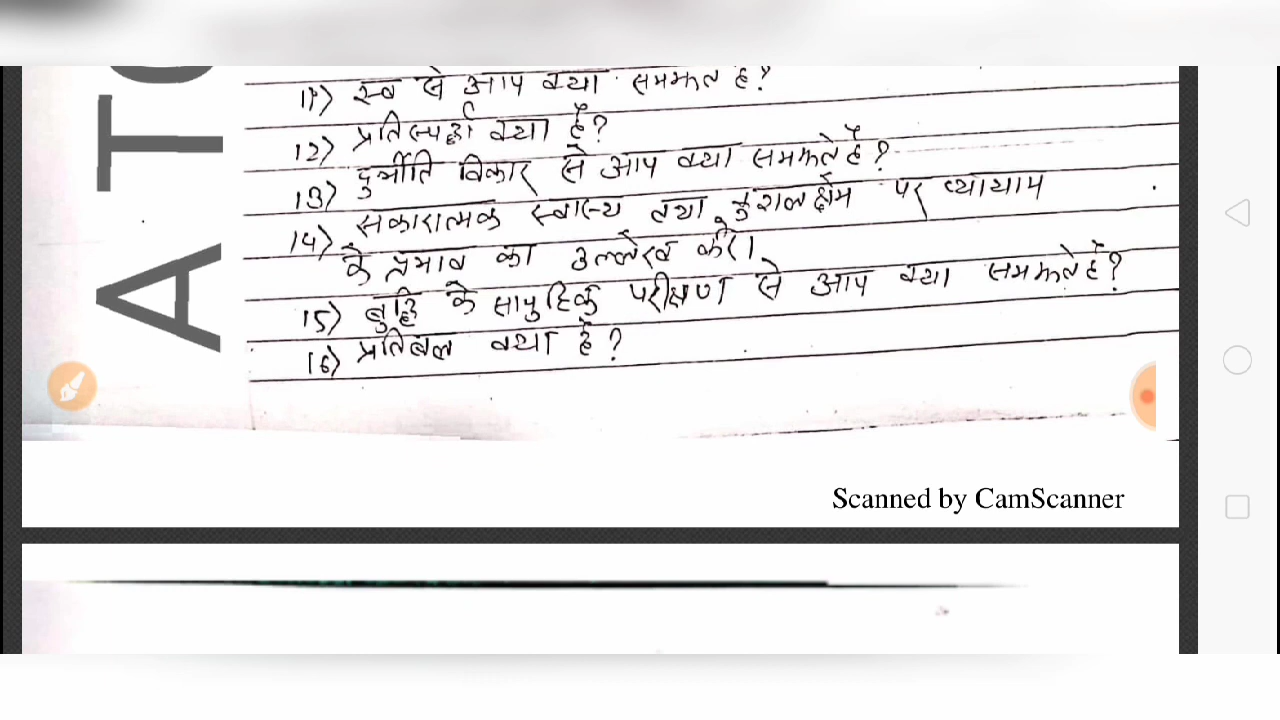 A TO
11) स्व से आप क्या समझते है?
12) प्रतिस्पर्द्धा क्या है?
13) दुर्भीति विकार से आप क्या समझते है?
14) सकारात्मक स्वास्थ्य तथा कुशलक्षेम पर व्यायाम
के प्रभाव का उल्लेख करे।
15) बुद्धि के सामुहिक परीक्षण से आप क्या समझते है?
16) प्रतिबल क्या है?
Scanned by CamScanner